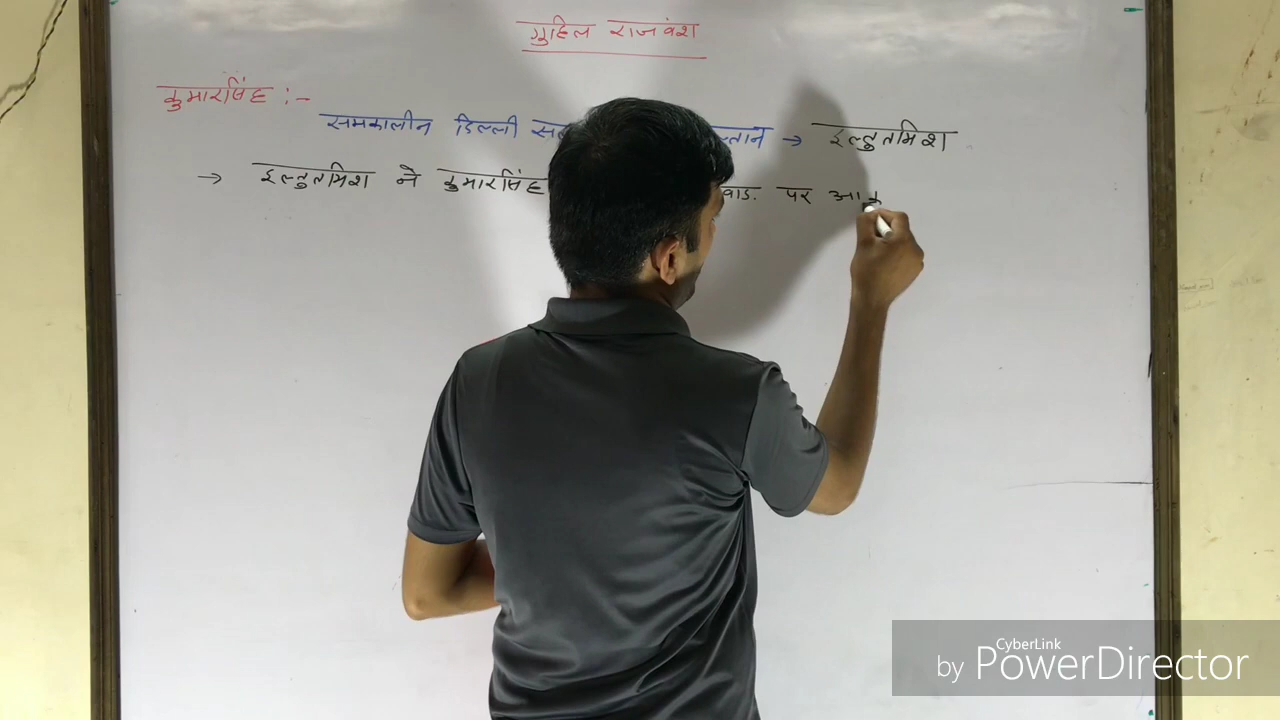 गुहिल राजवंश
कुमारसिंह :-
समकालीन दिल्ली → इल्तुतमिश
→ इल्तुतमिश ने कुमारसिंह पर
CyberLink
by PowerDirector